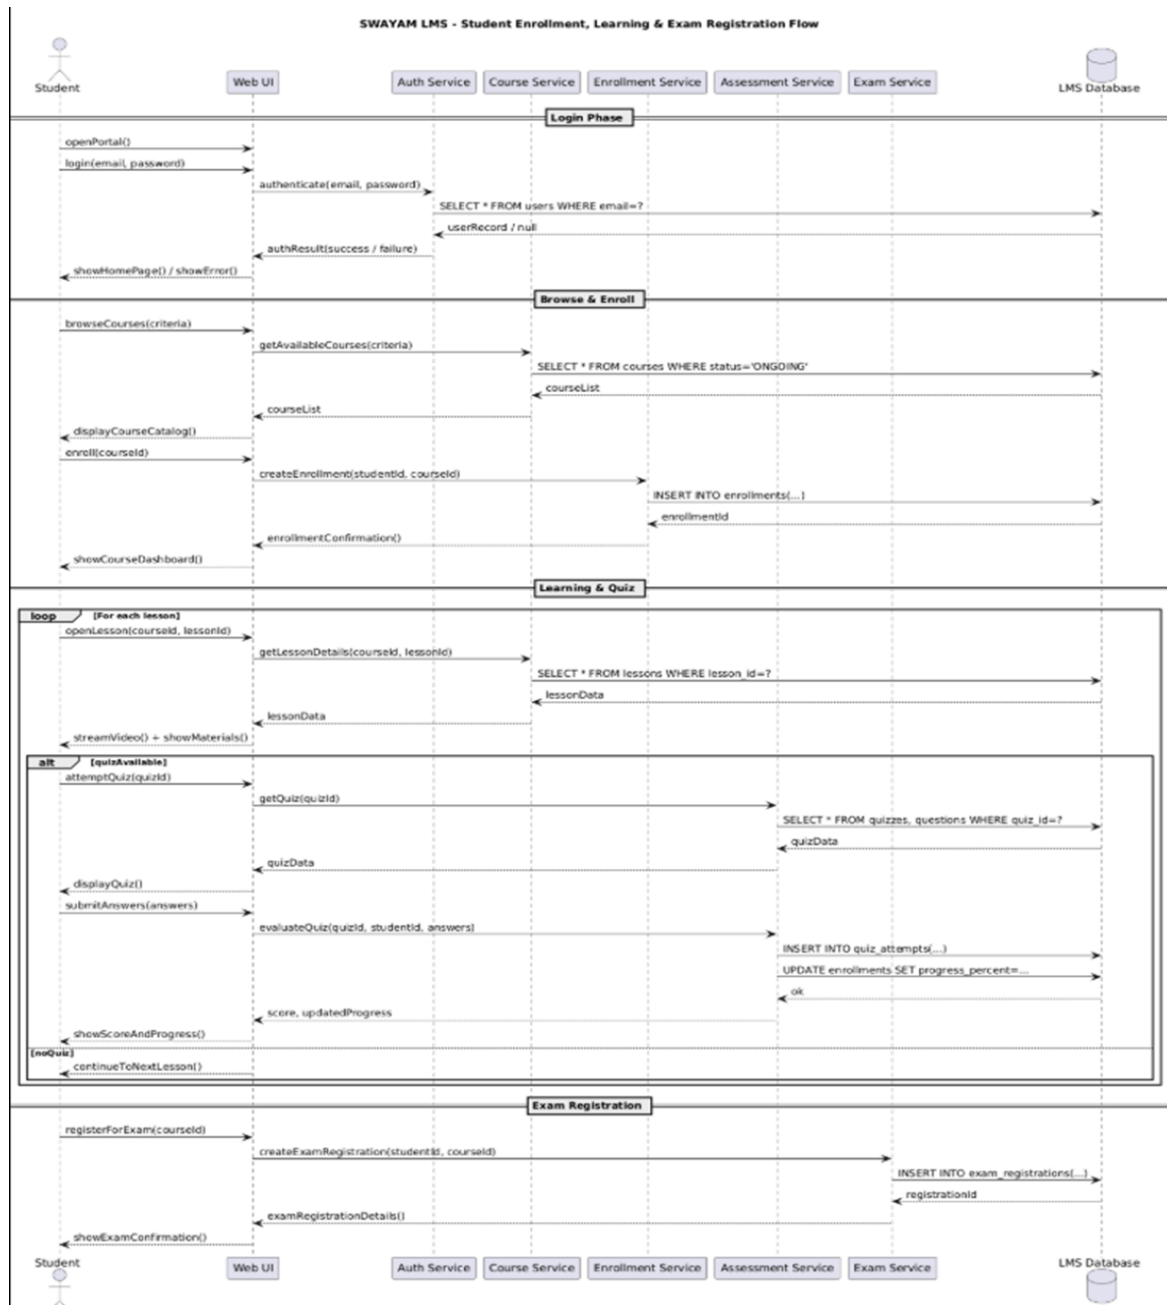 SWAYAM LMS - Student Enrollment, Learning & Exam Registration Flow
Student
Web UI
Auth Service
Course Service
Enrollment Service
Assessment Service
Exam Service
LMS Database
Login Phase
openPortal()
login(email, password)
authenticate(email, password)
SELECT * FROM users WHERE email=?
userRecord / null
authResult(success / failure)
showHomePage() / showError()
Browse & Enroll
browseCourses(criteria)
getAvailableCourses(criteria)
SELECT * FROM courses WHERE status='ONGOING'
courseList
courseList
displayCourseCatalog()
enroll(courseId)
createEnrollment(studentId, courseId)
INSERT INTO enrollments(...)
enrollmentId
enrollmentConfirmation()
showCourseDashboard()
Learning & Quiz
loop [For each lesson]
openLesson(courseId, lessonId)
getLessonDetails(courseId, lessonId)
SELECT * FROM lessons WHERE lesson_id=?
lessonData
lessonData
streamVideo() + showMaterials()
alt [quizAvailable]
attemptQuiz(quizId)
getQuiz(quizId)
SELECT * FROM quizzes, questions WHERE quiz_id=?
quizData
quizData
displayQuiz()
submitAnswers(answers)
evaluateQuiz(quizId, studentId, answers)
INSERT INTO quiz_attempts(...)
UPDATE enrollments SET progress_percent=...
ok
score, updatedProgress
showScoreAndProgress()
[noQuiz]
continueToNextLesson()
Exam Registration
registerForExam(courseId)
createExamRegistration(studentId, courseId)
INSERT INTO exam_registrations(...)
registrationId
examRegistrationDetails()
showExamConfirmation()
Student
Web UI
Auth Service
Course Service
Enrollment Service
Assessment Service
Exam Service
LMS Database